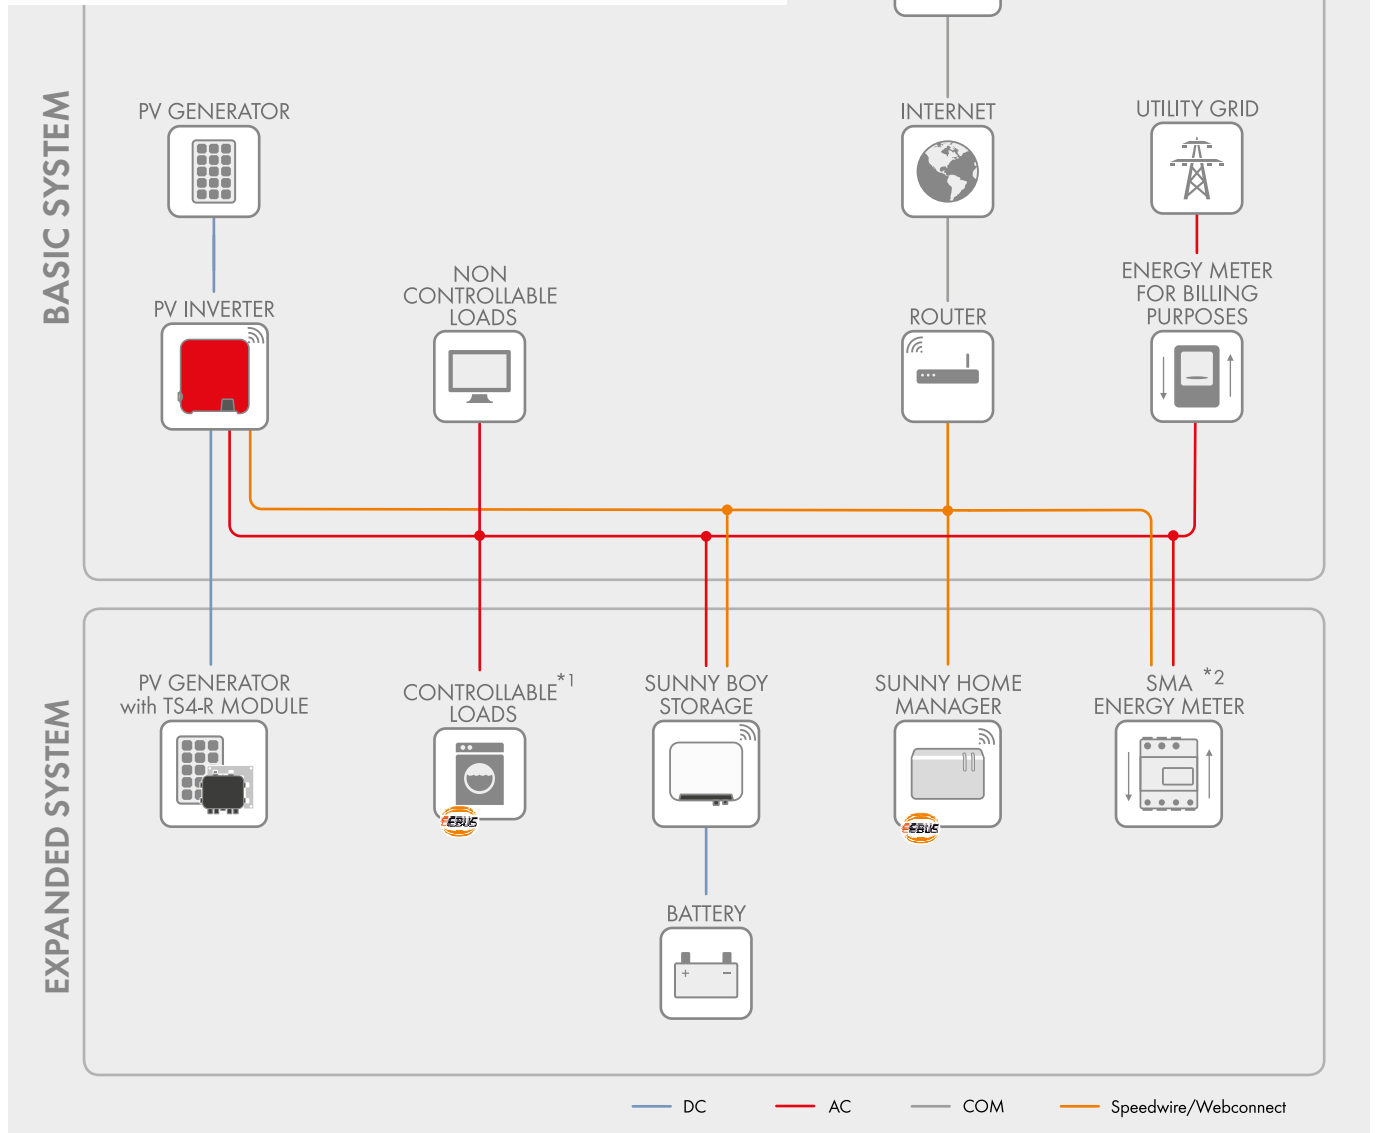 BASIC SYSTEM
PV GENERATOR
INTERNET
UTILITY GRID
PV INVERTER
NON
CONTROLLABLE
LOADS
ROUTER
ENERGY METER
FOR BILLING
PURPOSES
EXPANDED SYSTEM
PV GENERATOR
with TS4-R MODULE
CONTROLLABLE*1
LOADS
EEBUS
SUNNY BOY
STORAGE
SUNNY HOME
MANAGER
EEBUS
SMA *2
ENERGY METER
BATTERY
+ −
DC
AC
COM
Speedwire/Webconnect